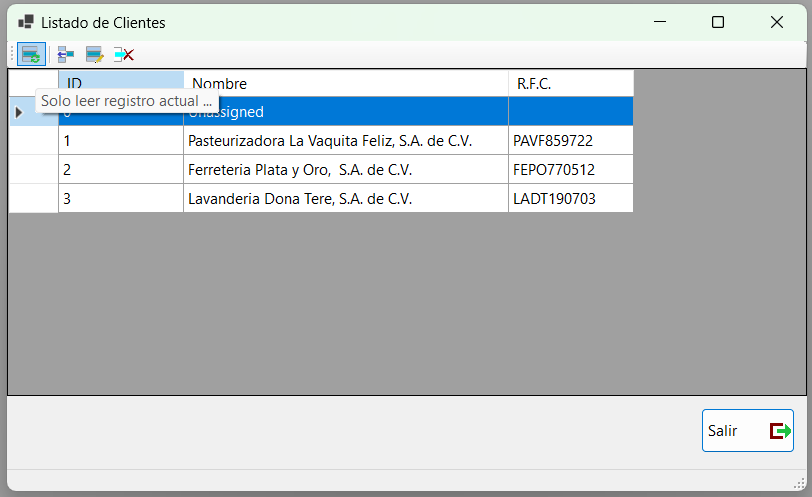 Listado de Clientes
ID Nombre R.F.C.
Solo leer registro actual ...
Unassigned
1 Pasteurizadora La Vaquita Feliz, S.A. de C.V. PAVF859722
2 Ferreteria Plata y Oro, S.A. de C.V. FEPO770512
3 Lavanderia Dona Tere, S.A. de C.V. LADT190703
Salir